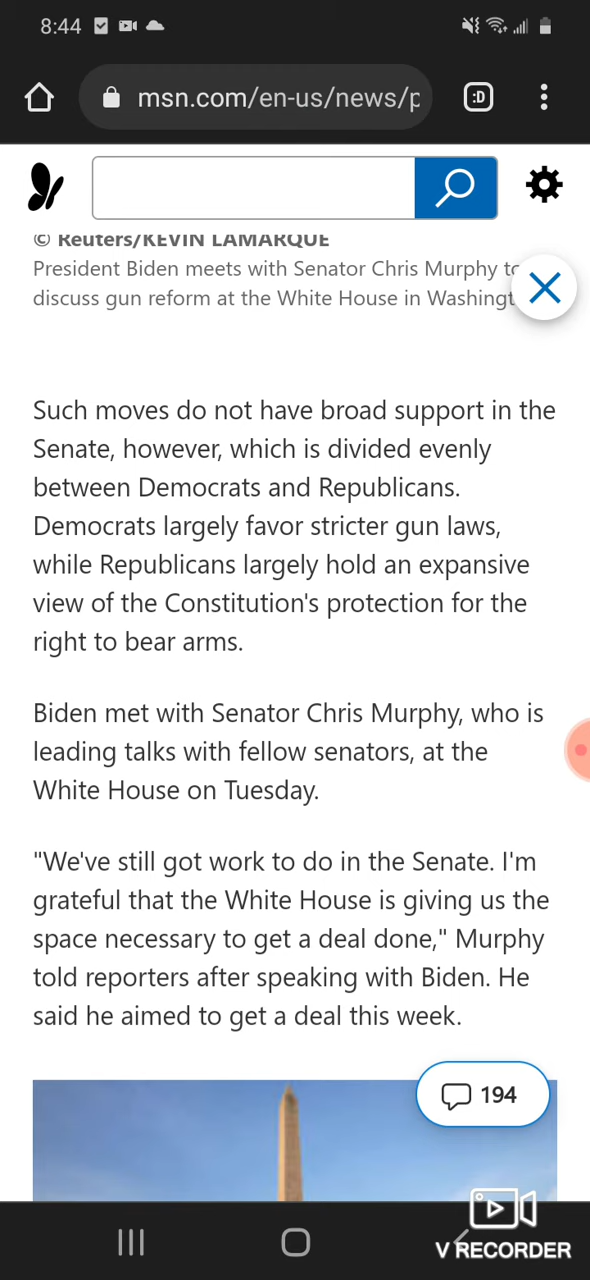 8:44
msn.com/en-us/news/p
:D
© Reuters/KEVIN LAMARQUE
President Biden meets with Senator Chris Murphy to
discuss gun reform at the White House in Washingt
Such moves do not have broad support in the
Senate, however, which is divided evenly
between Democrats and Republicans.
Democrats largely favor stricter gun laws,
while Republicans largely hold an expansive
view of the Constitution's protection for the
right to bear arms.
Biden met with Senator Chris Murphy, who is
leading talks with fellow senators, at the
White House on Tuesday.
"We've still got work to do in the Senate. I'm
grateful that the White House is giving us the
space necessary to get a deal done," Murphy
told reporters after speaking with Biden. He
said he aimed to get a deal this week.
194
V RECORDER